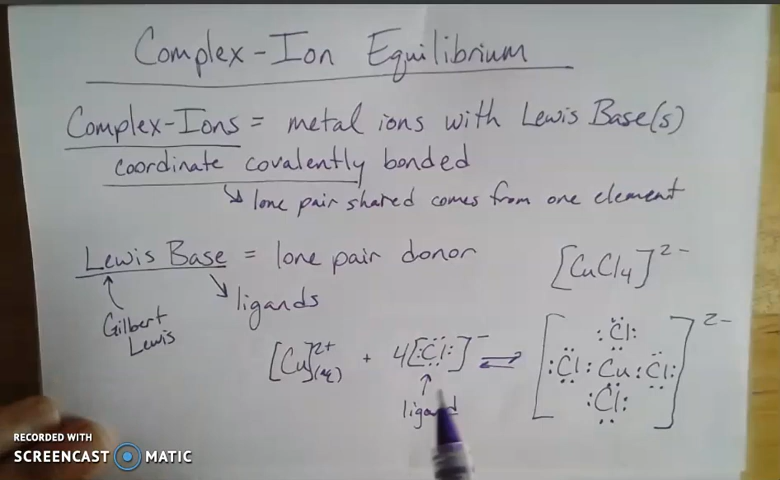 Complex-Ion Equilibrium
Complex-Ions = metal ions with Lewis Base(s)
coordinate covalently bonded
↳ lone pair shared comes from one element
Lewis Base = lone pair donor
[CuCl4]2-
ligands
Gilbert
Lewis
[Cu]2+(aq) + 4[:Cl:]- ⇌ [:Cl: Cu :Cl: :Cl: :Cl:]2-
ligand
RECORDED WITH
SCREENCAST MATIC